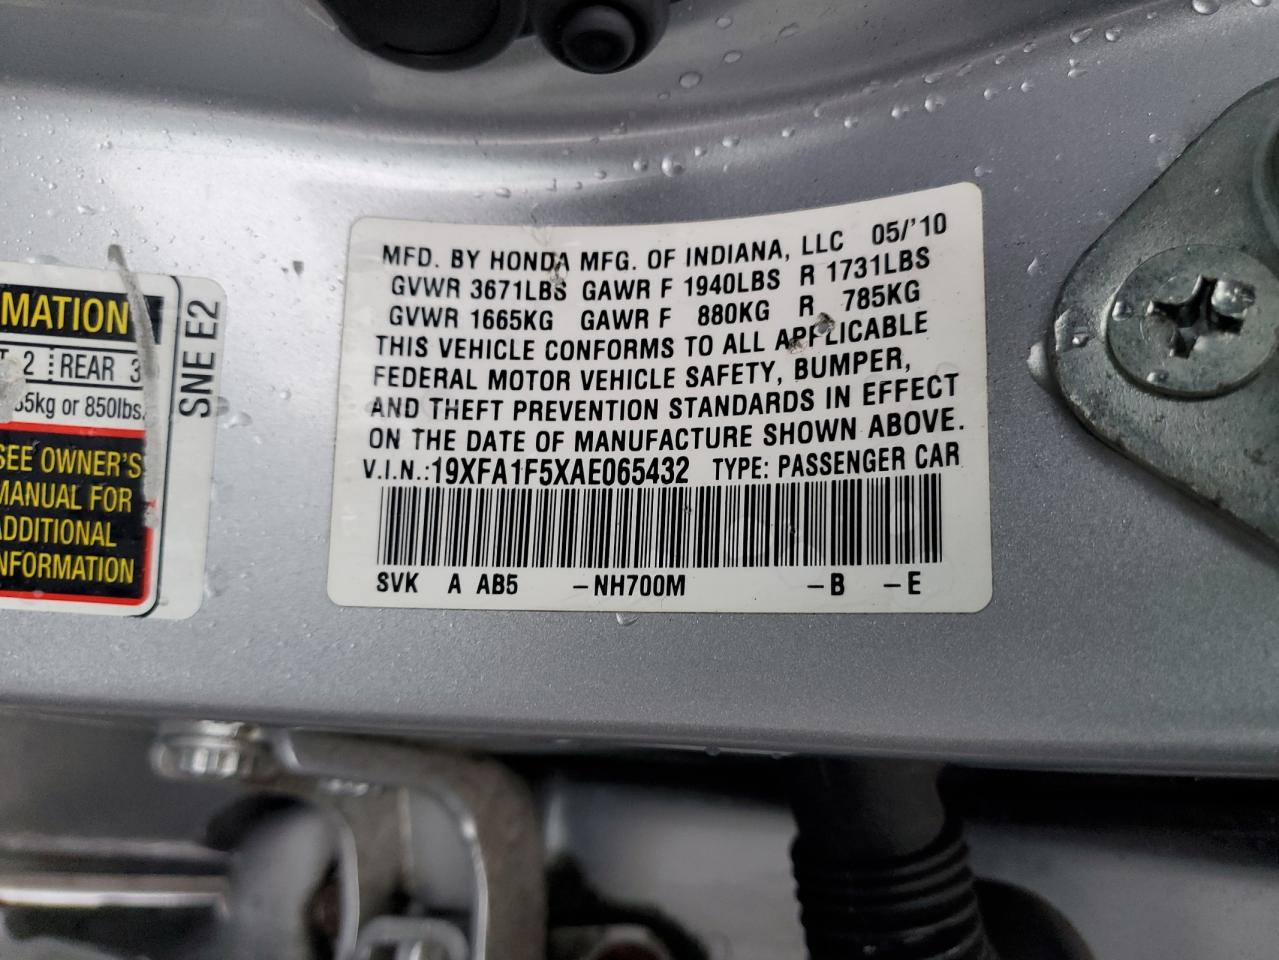 MATION
2 REAR 3
5kg or 850lbs.
SEE OWNER'S
MANUAL FOR
ADDITIONAL
INFORMATION
SNE E2
MFD. BY HONDA MFG. OF INDIANA, LLC 05/'10
GVWR 3671LBS GAWR F 1940LBS R 1731LBS
GVWR 1665KG GAWR F 880KG R 785KG
THIS VEHICLE CONFORMS TO ALL APPLICABLE
FEDERAL MOTOR VEHICLE SAFETY, BUMPER,
AND THEFT PREVENTION STANDARDS IN EFFECT
ON THE DATE OF MANUFACTURE SHOWN ABOVE.
V.I.N.:19XFA1F5XAE065432 TYPE: PASSENGER CAR
SVK A AB5 -NH700M -B -E